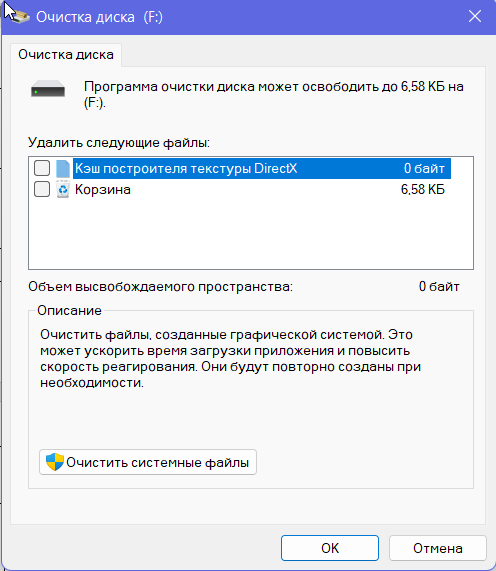 Очистка диска (F:)
Очистка диска
Программа очистки диска может освободить до 6,58 КБ на
(F:).
Удалить следующие файлы:
Кэш построителя текстуры DirectX 0 байт
Корзина 6,58 КБ
Объем высвобождаемого пространства: 0 байт
Описание
Очистить файлы, созданные графической системой. Это
может ускорить время загрузки приложения и повысить
скорость реагирования. Они будут повторно созданы при
необходимости.
Очистить системные файлы
ОК
Отмена